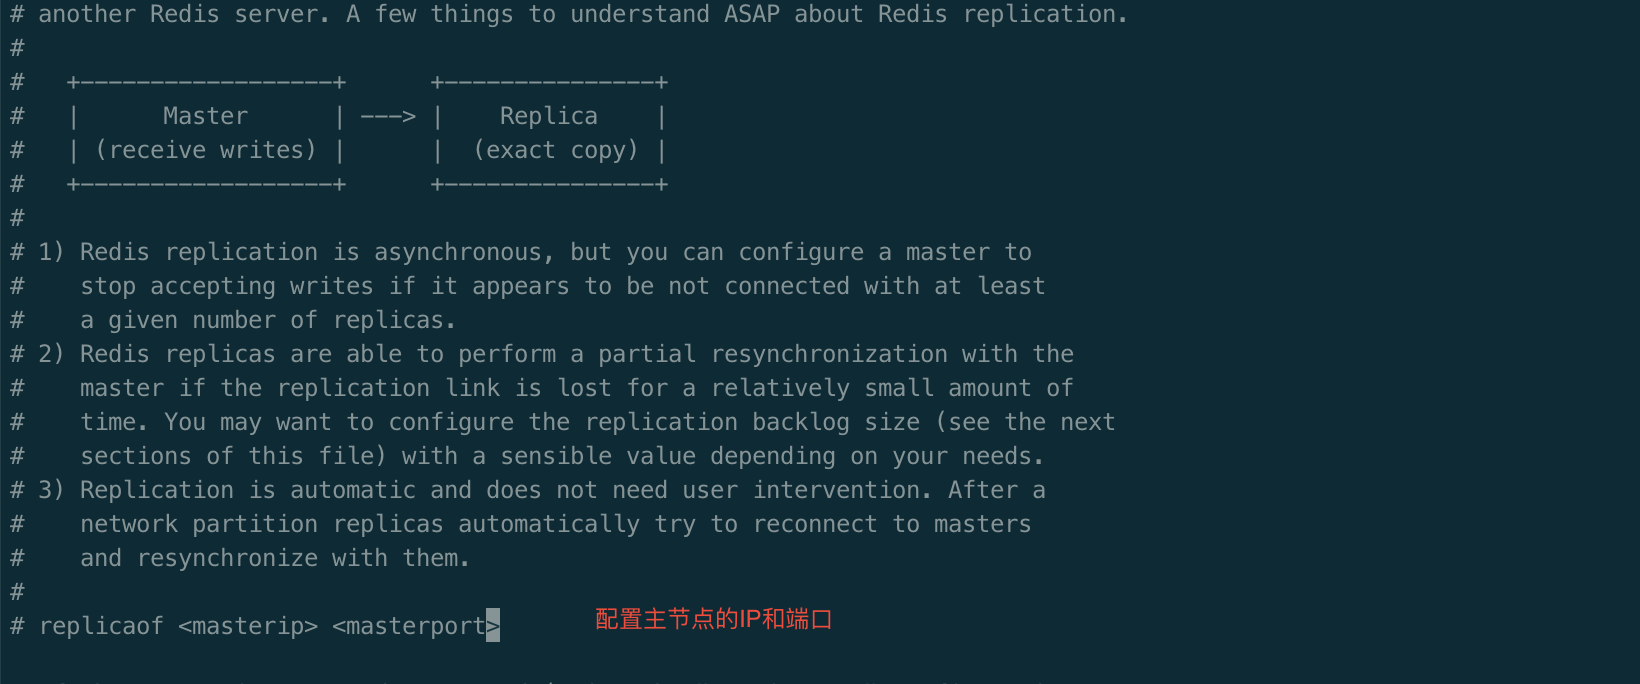 # another Redis server. A few things to understand ASAP about Redis replication.
#
#   +------------------+      +---------------+
#   |      Master      | ---> |    Replica    |
#   | (receive writes) |      |  (exact copy) |
#   +------------------+      +---------------+
#
# 1) Redis replication is asynchronous, but you can configure a master to
#    stop accepting writes if it appears to be not connected with at least
#    a given number of replicas.
# 2) Redis replicas are able to perform a partial resynchronization with the
#    master if the replication link is lost for a relatively small amount of
#    time. You may want to configure the replication backlog size (see the next
#    sections of this file) with a sensible value depending on your needs.
# 3) Replication is automatic and does not need user intervention. After a
#    network partition replicas automatically try to reconnect to masters
#    and resynchronize with them.
#
# replicaof <masterip> <masterport> 配置主节点的IP和端口